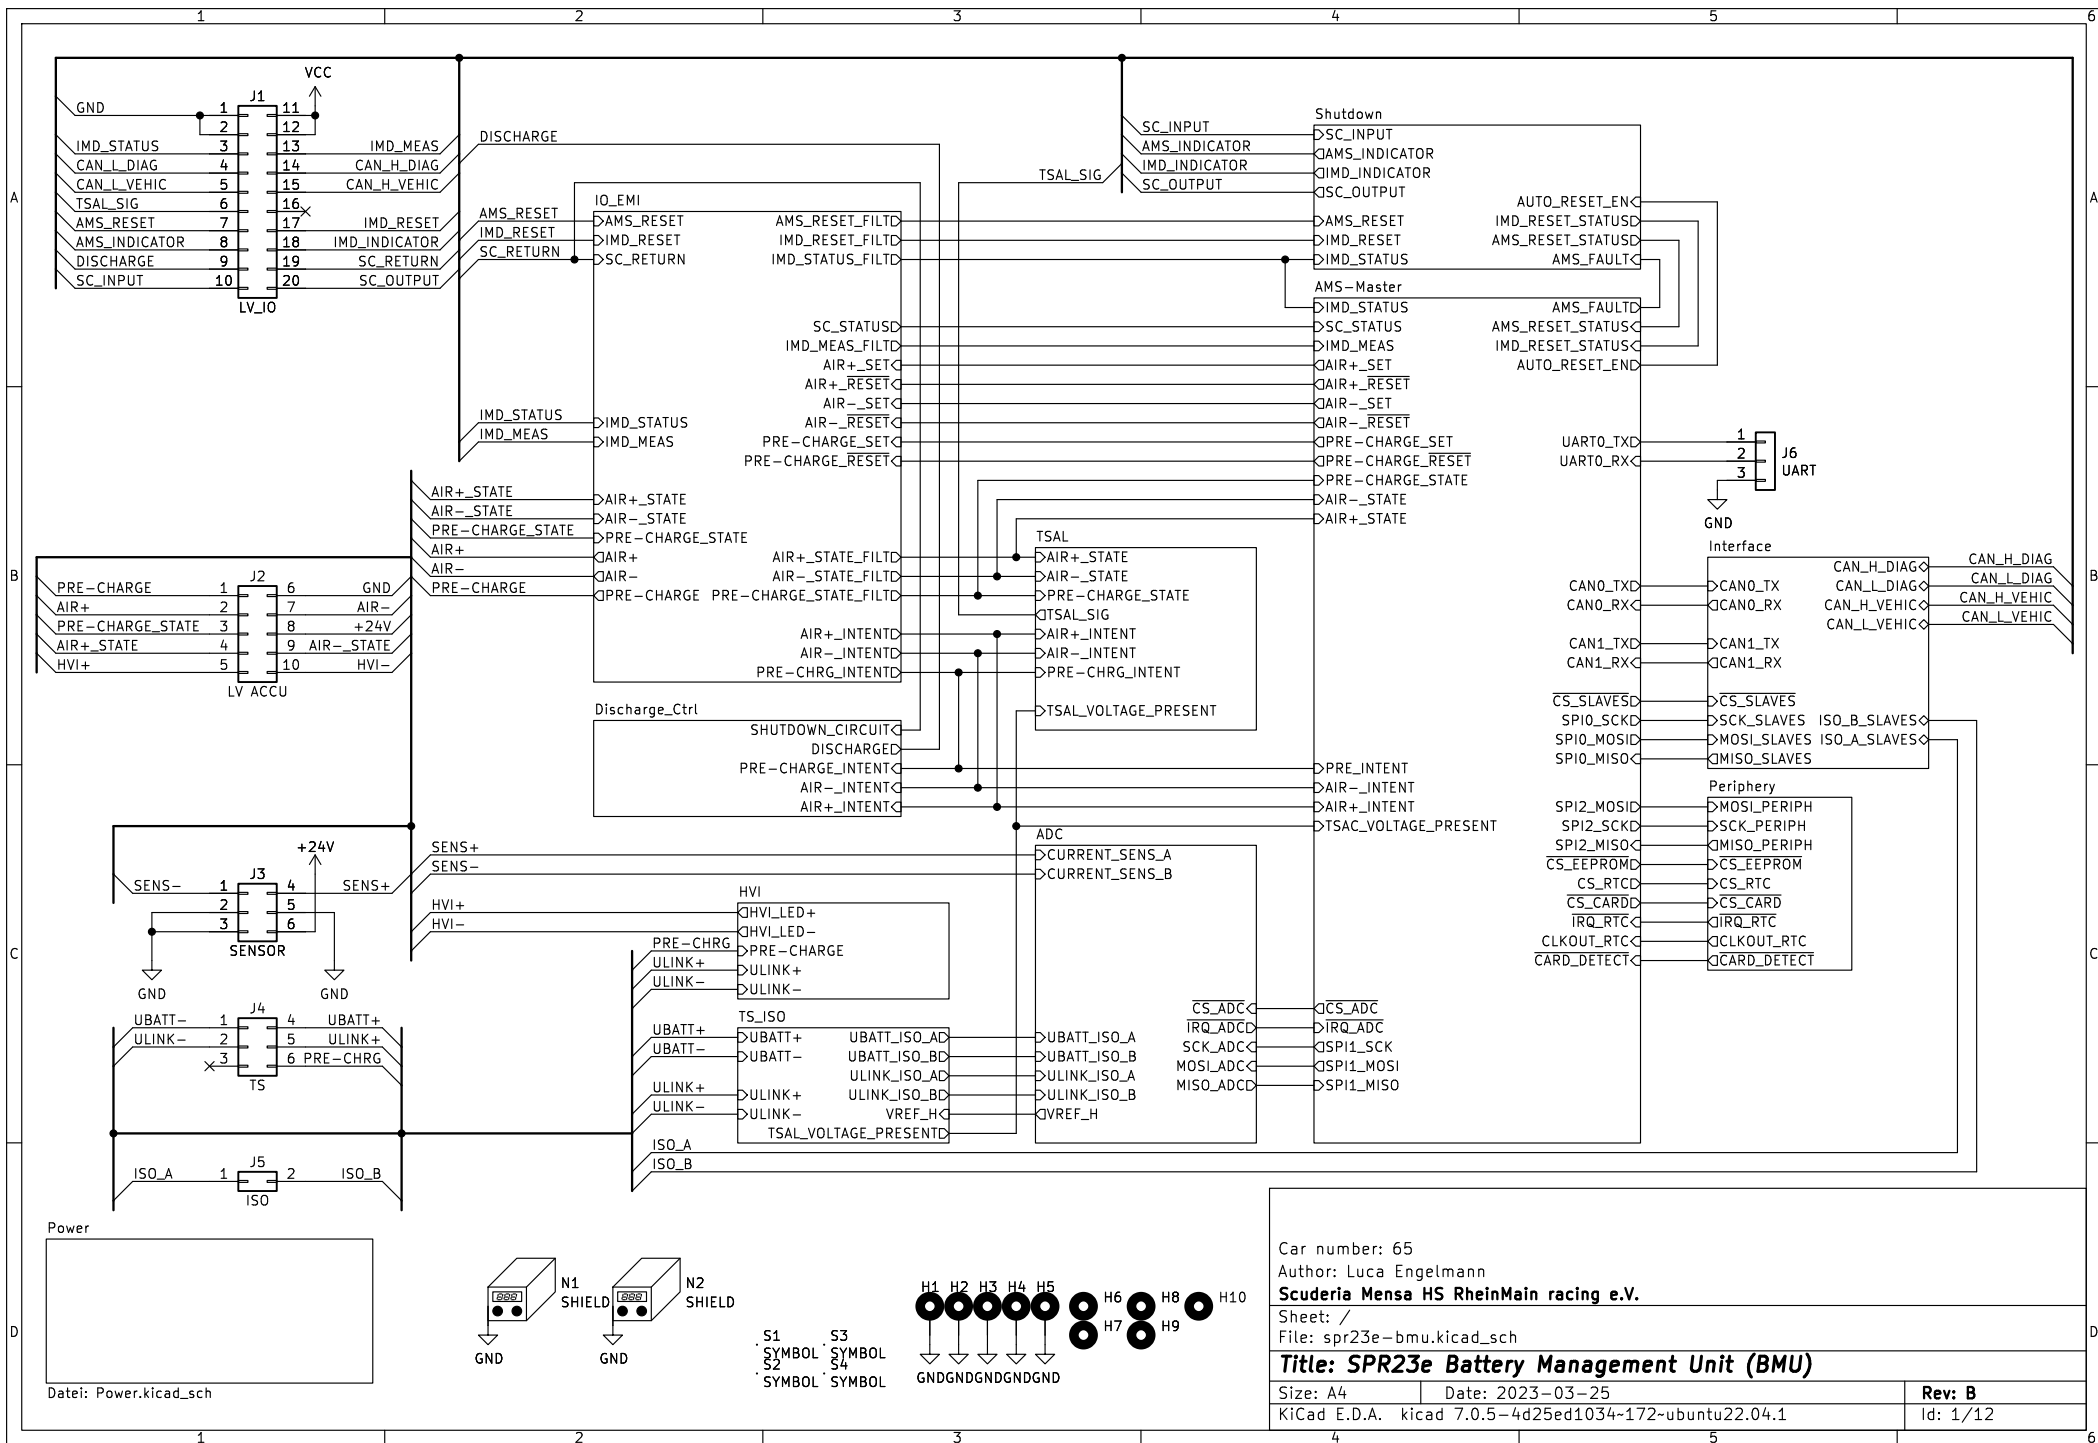 1 2 3 4 5 6
A
B
C
D
A
B
C
D
1 2 3 4 5 6
VCC
J1
GND 1 11
2 12
IMD_STATUS 3 13 IMD_MEAS
CAN_L_DIAG 4 14 CAN_H_DIAG
CAN_L_VEHIC 5 15 CAN_H_VEHIC
TSAL_SIG 6 16
AMS_RESET 7 17 IMD_RESET
AMS_INDICATOR 8 18 IMD_INDICATOR
DISCHARGE 9 19 SC_RETURN
SC_INPUT 10 20 SC_OUTPUT
LV_IO
DISCHARGE
AMS_RESET
IMD_RESET
SC_RETURN
IMD_STATUS
IMD_MEAS
AIR+_STATE
AIR-_STATE
PRE-CHARGE_STATE
AIR+
AIR-
PRE-CHARGE
J2
PRE-CHARGE 1 6 GND
AIR+ 2 7 AIR-
PRE-CHARGE_STATE 3 8 +24V
AIR+_STATE 4 9 AIR-_STATE
HVI+ 5 10 HVI-
LV ACCU
IO_EMI
AMS_RESET AMS_RESET_FILT
IMD_RESET IMD_RESET_FILT
SC_RETURN IMD_STATUS_FILT
SC_STATUS
IMD_MEAS_FILT
AIR+_SET
AIR+_RESET
AIR-_SET
IMD_STATUS AIR-_RESET
IMD_MEAS PRE-CHARGE_SET
PRE-CHARGE_RESET
AIR+_STATE
AIR-_STATE
PRE-CHARGE_STATE
AIR+ AIR+_STATE_FILT
AIR- AIR-_STATE_FILT
PRE-CHARGE PRE-CHARGE_STATE_FILT
AIR+_INTENT
AIR-_INTENT
PRE-CHRG_INTENT
Discharge_Ctrl
SHUTDOWN_CIRCUIT
DISCHARGE
PRE-CHARGE_INTENT
AIR-_INTENT
AIR+_INTENT
TSAL_SIG
SC_INPUT
AMS_INDICATOR
IMD_INDICATOR
SC_OUTPUT
Shutdown
SC_INPUT
AMS_INDICATOR
IMD_INDICATOR
SC_OUTPUT
AUTO_RESET_EN
AMS_RESET IMD_RESET_STATUS
IMD_RESET AMS_RESET_STATUS
IMD_STATUS AMS_FAULT
AMS-Master
IMD_STATUS AMS_FAULT
SC_STATUS AMS_RESET_STATUS
IMD_MEAS IMD_RESET_STATUS
AIR+_SET AUTO_RESET_EN
AIR+_RESET
AIR-_SET
AIR-_RESET
PRE-CHARGE_SET UART0_TX
PRE-CHARGE_RESET UART0_RX
PRE-CHARGE_STATE
AIR-_STATE
AIR+_STATE
CAN0_TX
CAN0_RX
CAN1_TX
CAN1_RX
CS_SLAVES
SPI0_SCK
SPI0_MOSI
SPI0_MISO
PRE_INTENT
AIR-_INTENT
AIR+_INTENT SPI2_MOSI
TSAC_VOLTAGE_PRESENT SPI2_SCK
SPI2_MISO
CS_EEPROM
CS_RTC
CS_CARD
IRQ_RTC
CLKOUT_RTC
CARD_DETECT
CS_ADC
IRQ_ADC
SPI1_SCK
SPI1_MOSI
SPI1_MISO
1
2
3
J6
UART
GND
TSAL
AIR+_STATE
AIR-_STATE
PRE-CHARGE_STATE
TSAL_SIG
AIR+_INTENT
AIR-_INTENT
PRE-CHRG_INTENT
TSAL_VOLTAGE_PRESENT
Interface
CAN_H_DIAG
CAN0_TX CAN_L_DIAG
CAN0_RX CAN_H_VEHIC
CAN_L_VEHIC
CAN1_TX
CAN1_RX
CS_SLAVES
SCK_SLAVES ISO_B_SLAVES
MOSI_SLAVES ISO_A_SLAVES
MISO_SLAVES
CAN_H_DIAG
CAN_L_DIAG
CAN_H_VEHIC
CAN_L_VEHIC
Periphery
MOSI_PERIPH
SCK_PERIPH
MISO_PERIPH
CS_EEPROM
CS_RTC
CS_CARD
IRQ_RTC
CLKOUT_RTC
CARD_DETECT
+24V
J3
SENS- 1 4 SENS+
2 5
3 6
SENSOR
GND GND
SENS+
SENS-
HVI+
HVI-
ADC
CURRENT_SENS_A
CURRENT_SENS_B
CS_ADC
IRQ_ADC
UBATT_ISO_A SCK_ADC
UBATT_ISO_B MOSI_ADC
ULINK_ISO_A MISO_ADC
ULINK_ISO_B
VREF_H
HVI
HVI_LED+
HVI_LED-
PRE-CHARGE
ULINK+
ULINK-
PRE-CHRG
ULINK+
ULINK-
UBATT+
UBATT-
ULINK+
ULINK-
TS_ISO
UBATT+ UBATT_ISO_A
UBATT- UBATT_ISO_B
ULINK_ISO_A
ULINK+ ULINK_ISO_B
ULINK- VREF_H
TSAL_VOLTAGE_PRESENT
ISO_A
ISO_B
J4
UBATT- 1 4 UBATT+
ULINK- 2 5 ULINK+
3 6 PRE-CHRG
TS
J5
ISO_A 1 2 ISO_B
ISO
Power
Datei: Power.kicad_sch
N1
SHIELD
GND
N2
SHIELD
GND
S1
SYMBOL
S2
SYMBOL
S3
SYMBOL
S4
SYMBOL
H1 H2 H3 H4 H5
GND GND GND GND GND
H6 H8 H10
H7 H9
Car number: 65
Author: Luca Engelmann
Scuderia Mensa HS RheinMain racing e.V.
Sheet: /
File: spr23e-bmu.kicad_sch
Title: SPR23e Battery Management Unit (BMU)
Size: A4 Date: 2023-03-25 Rev: B
KiCad E.D.A. kicad 7.0.5-4d25ed1034~172~ubuntu22.04.1 Id: 1/12